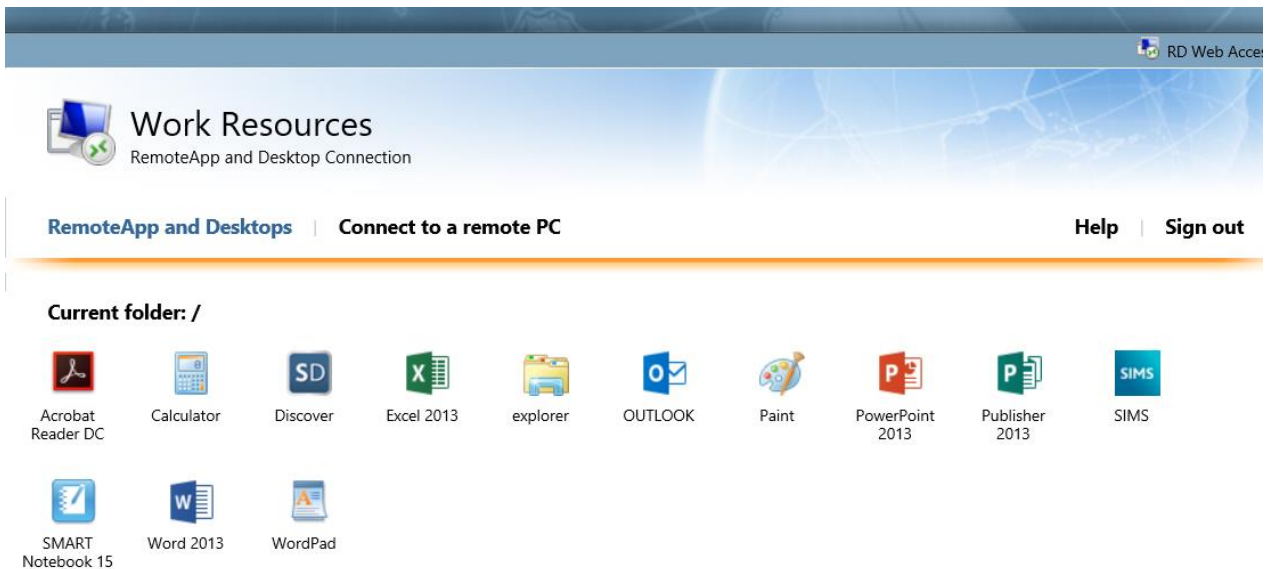 RD Web Acces
Work Resources
RemoteApp and Desktop Connection
RemoteApp and Desktops | Connect to a remote PC Help | Sign out
Current folder: /
SD SIMS
Acrobat Reader DC
Calculator
Discover
Excel 2013
explorer
OUTLOOK
Paint
PowerPoint 2013
Publisher 2013
SIMS
SMART Notebook 15
Word 2013
WordPad